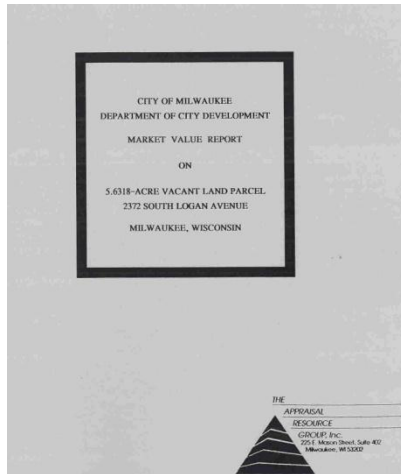 CITY OF MILWAUKEE
DEPARTMENT OF CITY DEVELOPMENT
MARKET VALUE REPORT
ON
5.6318-ACRE VACANT LAND PARCEL
2372 SOUTH LOGAN AVENUE
MILWAUKEE, WISCONSIN
THE
APPRAISAL
RESOURCE
GROUP, Inc.
225 E. Mason Street, Suite 402
Milwaukee, WI 53202